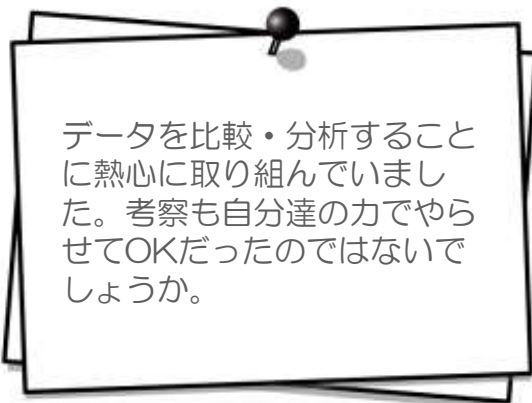 データを比較・分析すること
に熱心に取り組んでいまし
た。考察も自分達の力でやら
せてOKだったのではないで
しょうか。